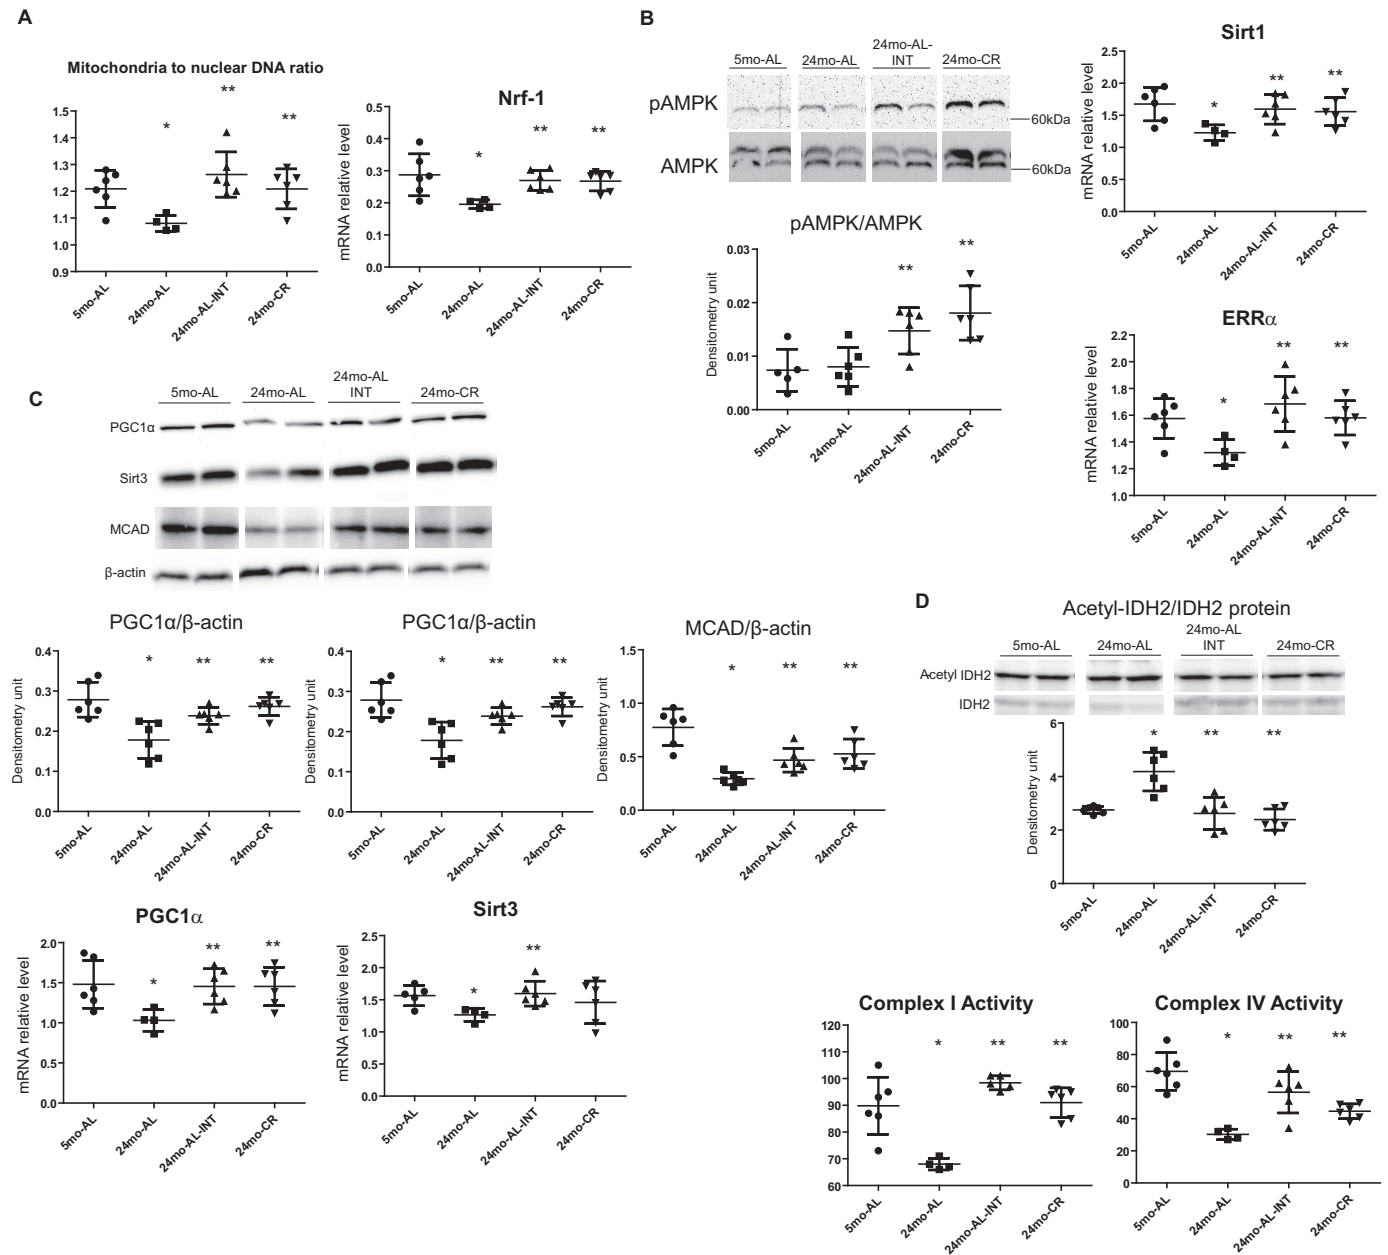 A
Mitochondria to nuclear DNA ratio
1.5
1.4
1.3
1.2
1.1
1.0
0.9
*
**
**
5mo-AL
24mo-AL
24mo-AL-INT
24mo-CR
Nrf-1
mRNA relative level
0.5
0.4
0.3
0.2
0.1
0.0
*
**
**
5mo-AL
24mo-AL
24mo-AL-INT
24mo-CR
B
5mo-AL
24mo-AL
24mo-AL-
INT
24mo-CR
pAMPK
60kDa
AMPK
60kDa
pAMPK/AMPK
Densitometry unit
0.03
0.02
0.01
0.00
**
**
5mo-AL
24mo-AL
24mo-AL-INT
24mo-CR
Sirt1
mRNA relative level
2.5
2.0
1.5
1.0
0.5
0.0
*
**
**
5mo-AL
24mo-AL
24mo-AL-INT
24mo-CR
ERRα
mRNA relative level
2.2
2.0
1.8
1.6
1.4
1.2
1.0
*
**
**
5mo-AL
24mo-AL
24mo-AL-INT
24mo-CR
C
5mo-AL
24mo-AL
24mo-AL
INT
24mo-CR
PGC1α
Sirt3
MCAD
β-actin
PGC1α/β-actin
Densitometry unit
0.4
0.3
0.2
0.1
0.0
*
**
**
5mo-AL
24mo-AL
24mo-AL-INT
24mo-CR
PGC1α/β-actin
Densitometry unit
0.4
0.3
0.2
0.1
0.0
*
**
**
5mo-AL
24mo-AL
24mo-AL-INT
24mo-CR
MCAD/β-actin
Densitometry unit
1.5
1.0
0.5
0.0
*
**
**
5mo-AL
24mo-AL
24mo-AL-INT
24mo-CR
PGC1α
mRNA relative level
2.0
1.5
1.0
0.5
0.0
*
**
**
5mo-AL
24mo-AL
24mo-AL-INT
24mo-CR
Sirt3
mRNA relative level
2.5
2.0
1.5
1.0
0.5
0.0
*
**
5mo-AL
24mo-AL
24mo-AL-INT
24mo-CR
D
Acetyl-IDH2/IDH2 protein
5mo-AL
24mo-AL
24mo-AL
INT
24mo-CR
Acetyl IDH2
IDH2
Densitometry unit
6
4
2
0
*
**
**
5mo-AL
24mo-AL
24mo-AL-INT
24mo-CR
Complex I Activity
120
110
100
90
80
70
60
*
**
**
5mo-AL
24mo-AL
24mo-AL-INT
24mo-CR
Complex IV Activity
100
80
60
40
20
0
*
**
**
5mo-AL
24mo-AL
24mo-AL-INT
24mo-CR